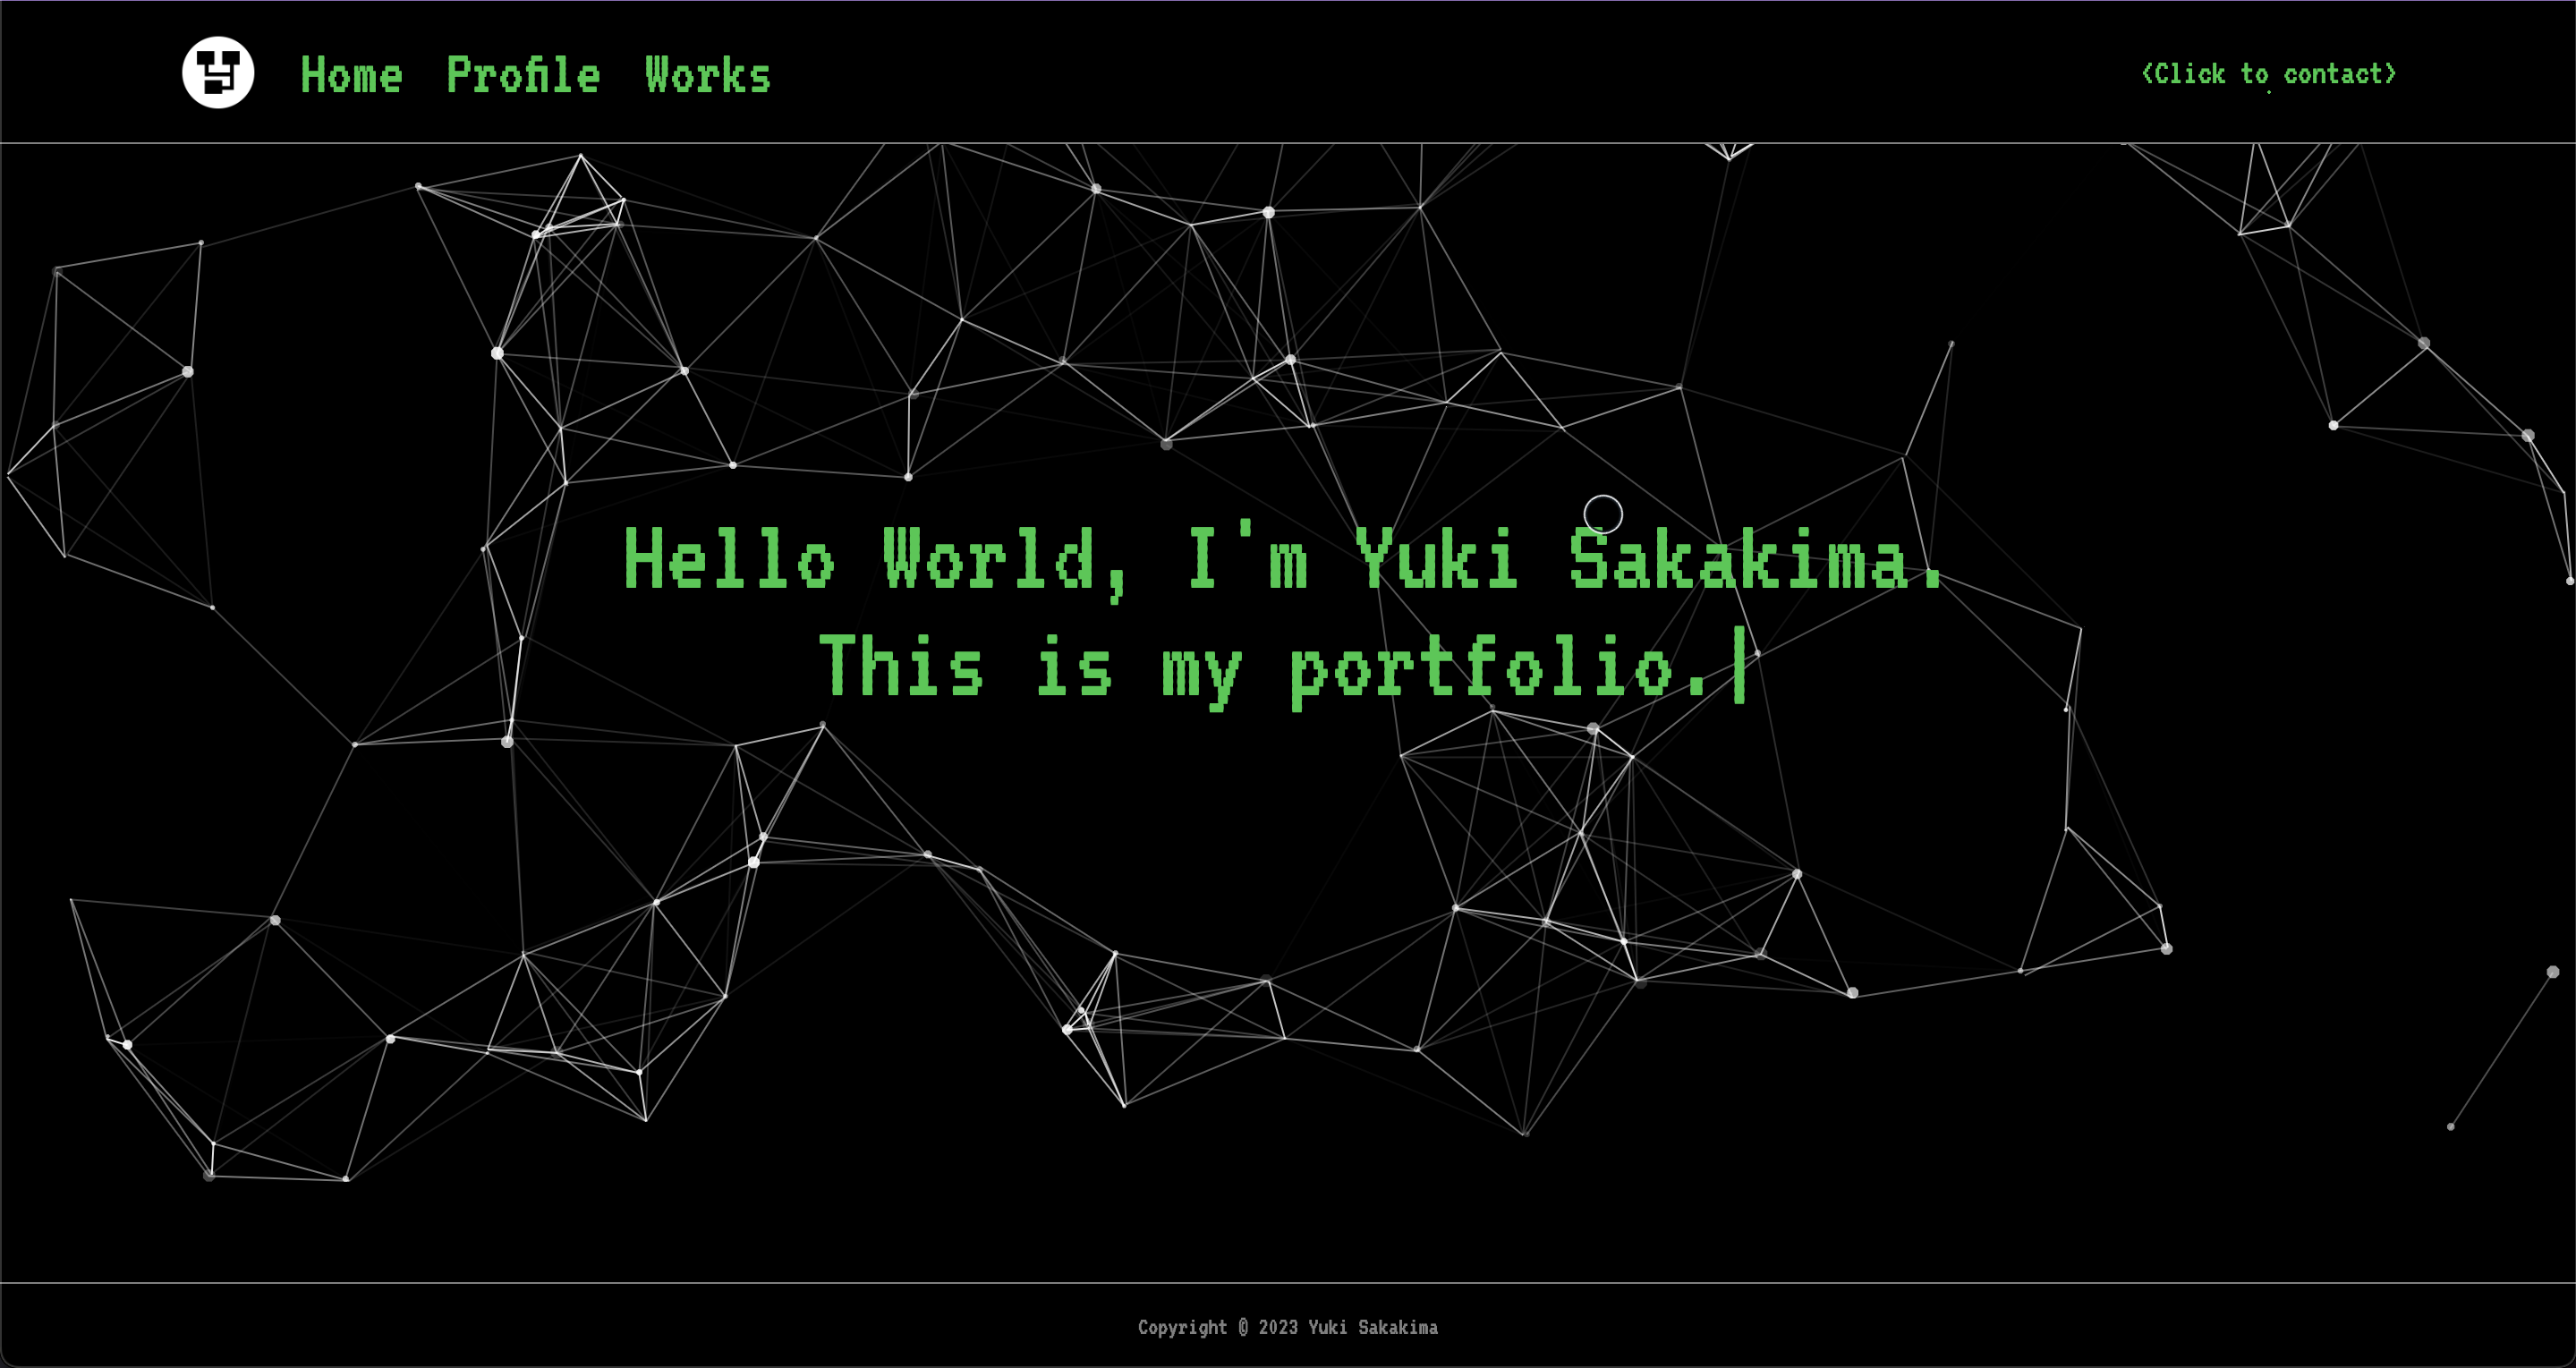 Home Profile Works
<Click to contact>
Hello World, I'm Yuki Sakakima.
This is my portfolio.|
Copyright © 2023 Yuki Sakakima